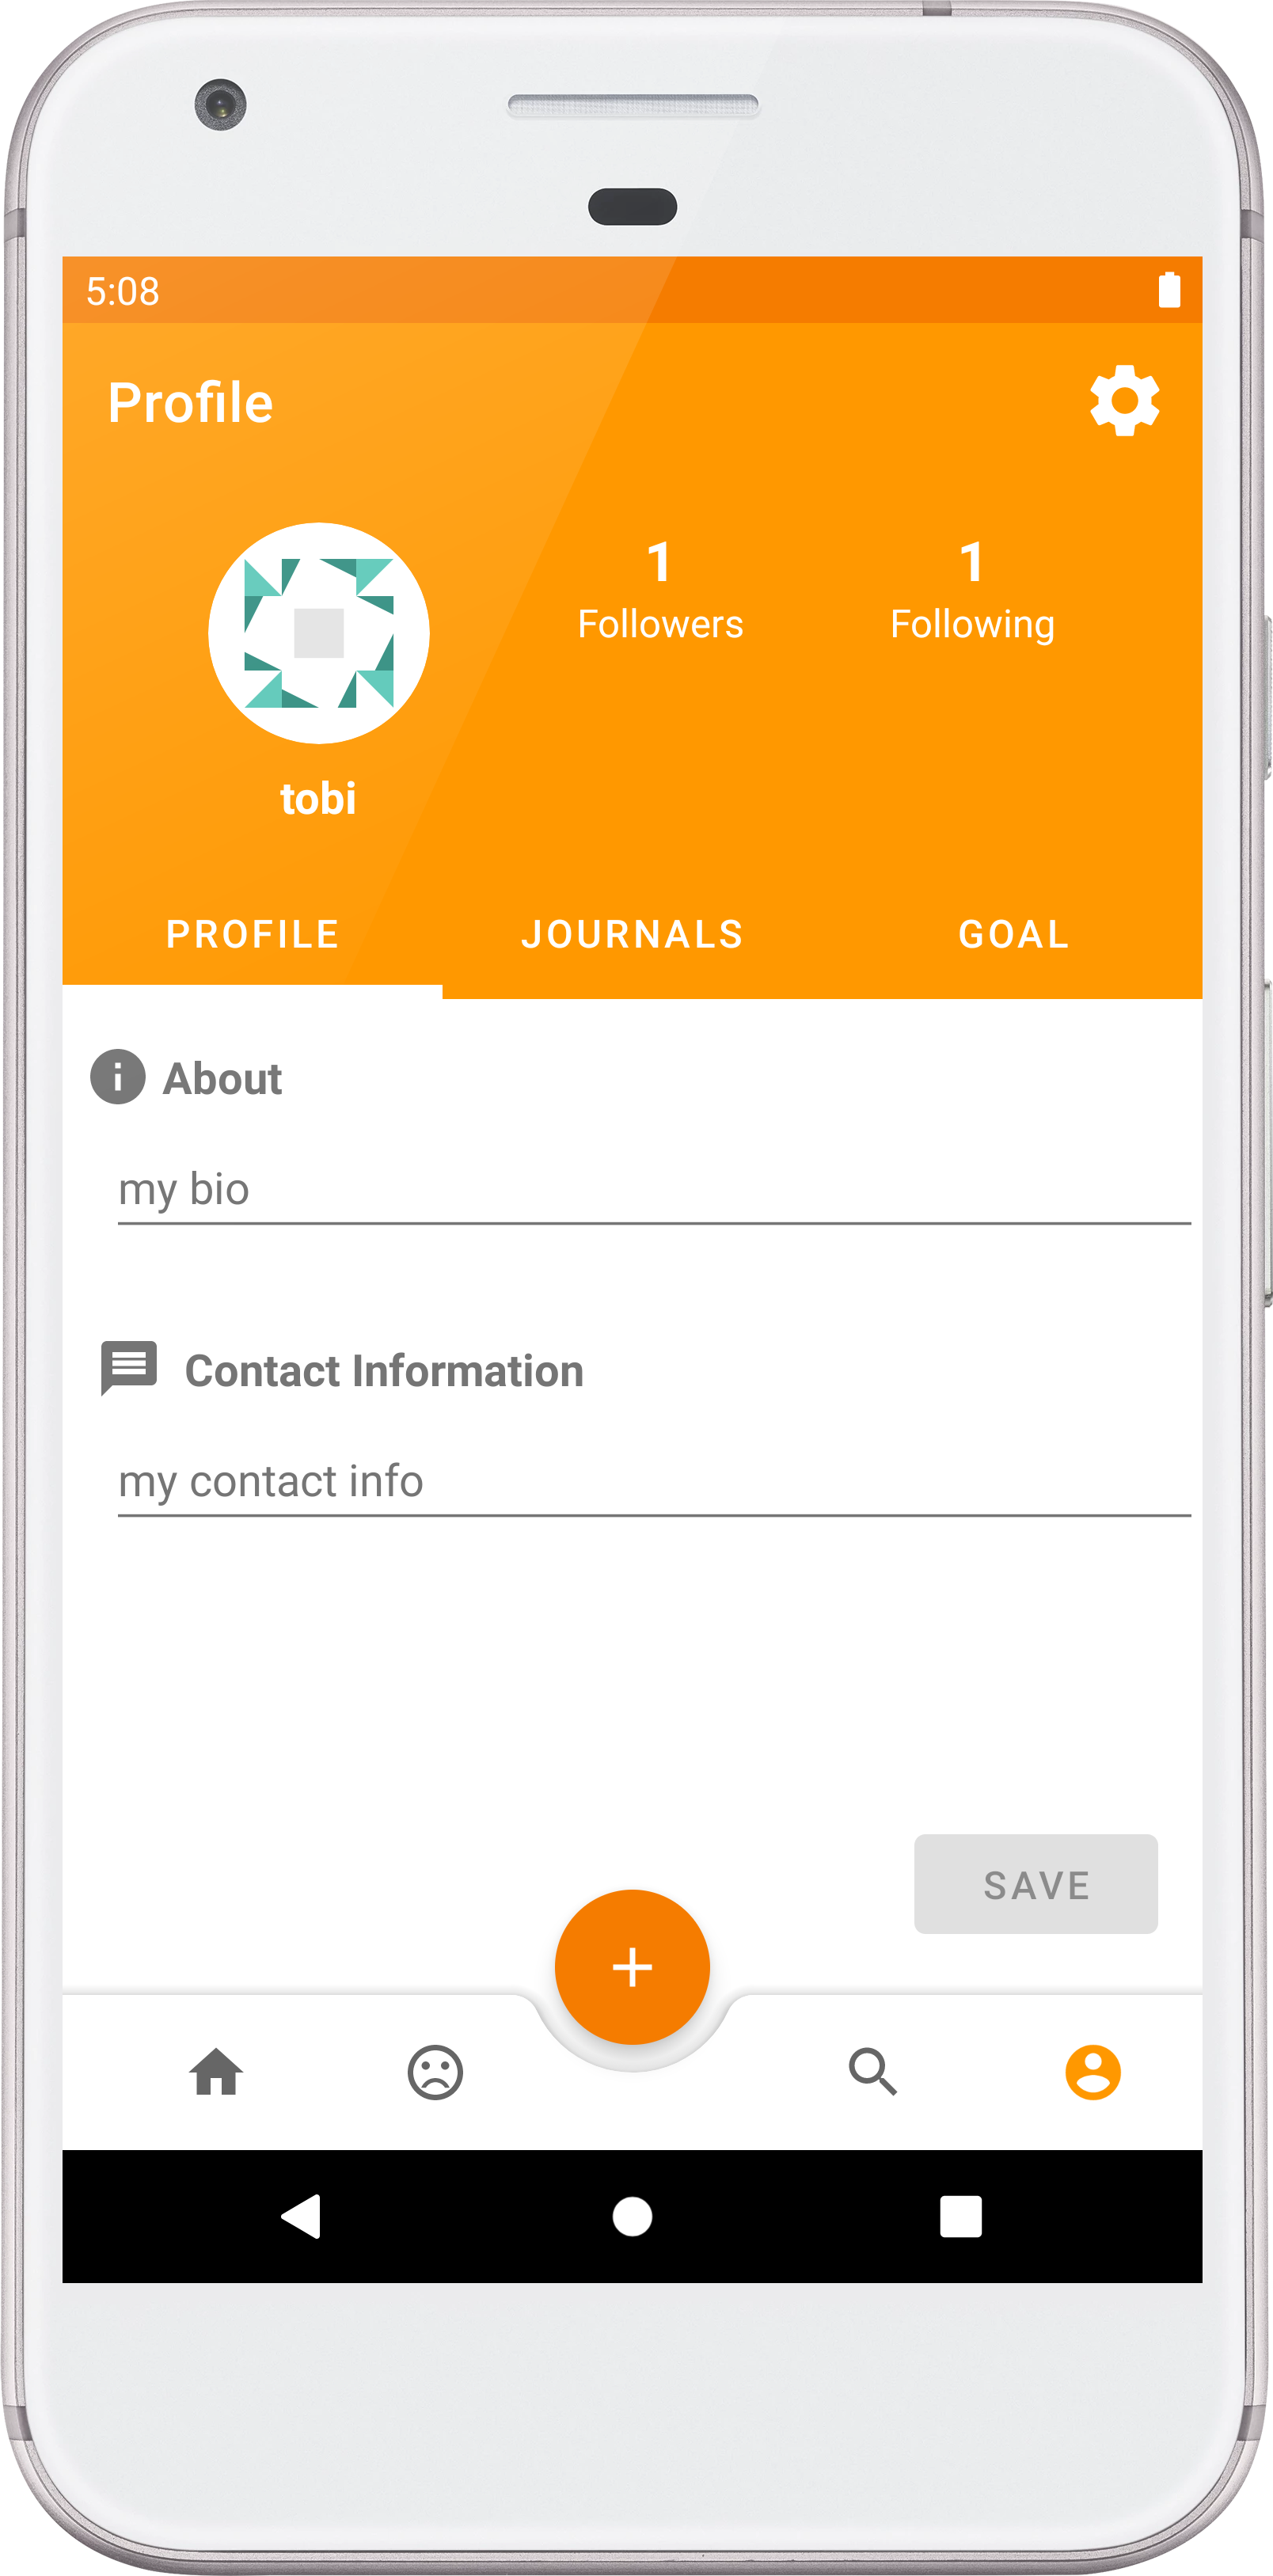 5:08
Profile
1 1
Followers Following
tobi
PROFILE JOURNALS GOAL
About
my bio
Contact Information
my contact info
SAVE